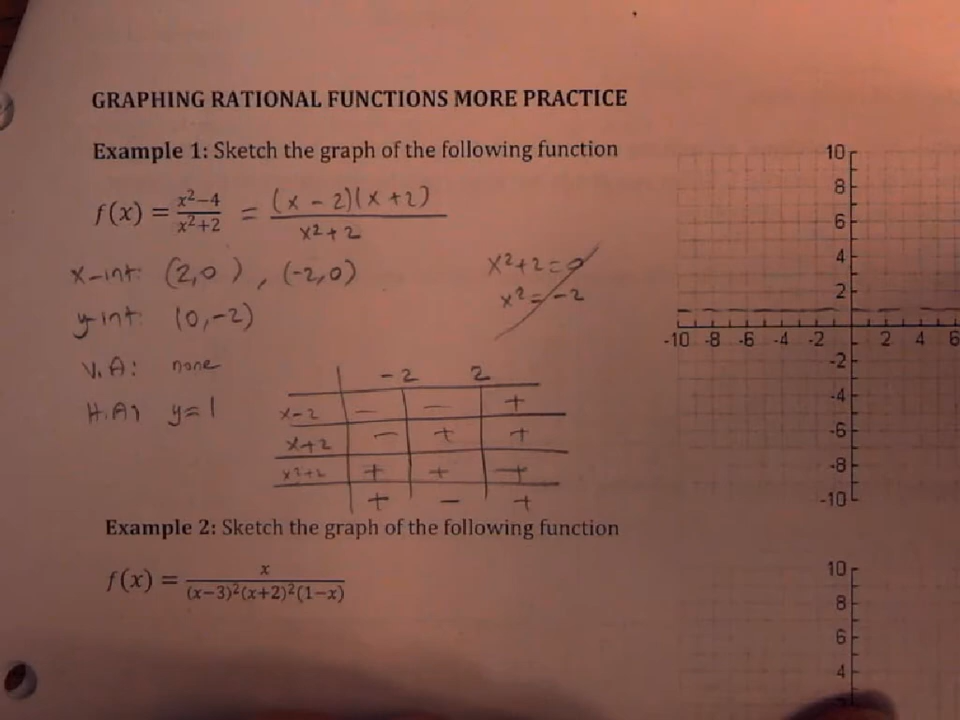 GRAPHING RATIONAL FUNCTIONS MORE PRACTICE
Example 1: Sketch the graph of the following function
f(x) = x²−4 / x²+2 = (x − 2)(x + 2) / x² + 2
x-int: (2,0), (-2,0)
x²+2=0
x² = -2
y-int: (0,-2)
V.A: none
H.A: y=1
-2 2
x-2 − − +
x+2 − + +
x²+2 + + +
+ − +
10
8
6
4
2
-10 -8 -6 -4 -2 2 4 6
-2
-4
-6
-8
-10
Example 2: Sketch the graph of the following function
f(x) = x / (x−3)²(x+2)²(1−x)
10
8
6
4